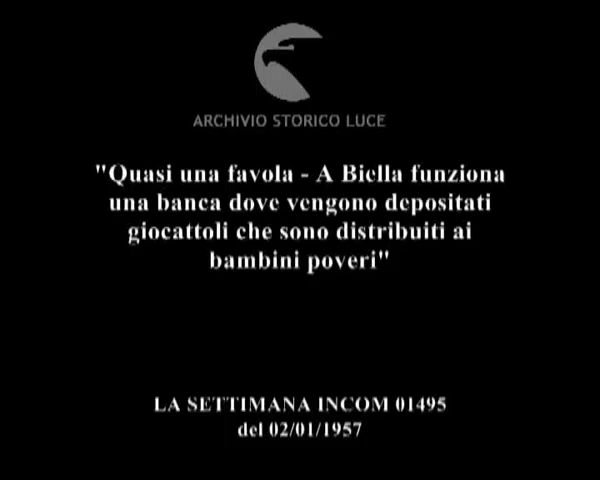 ARCHIVIO STORICO LUCE
"Quasi una favola - A Biella funziona
una banca dove vengono depositati
giocattoli che sono distribuiti ai
bambini poveri"
LA SETTIMANA INCOM 01495
del 02/01/1957